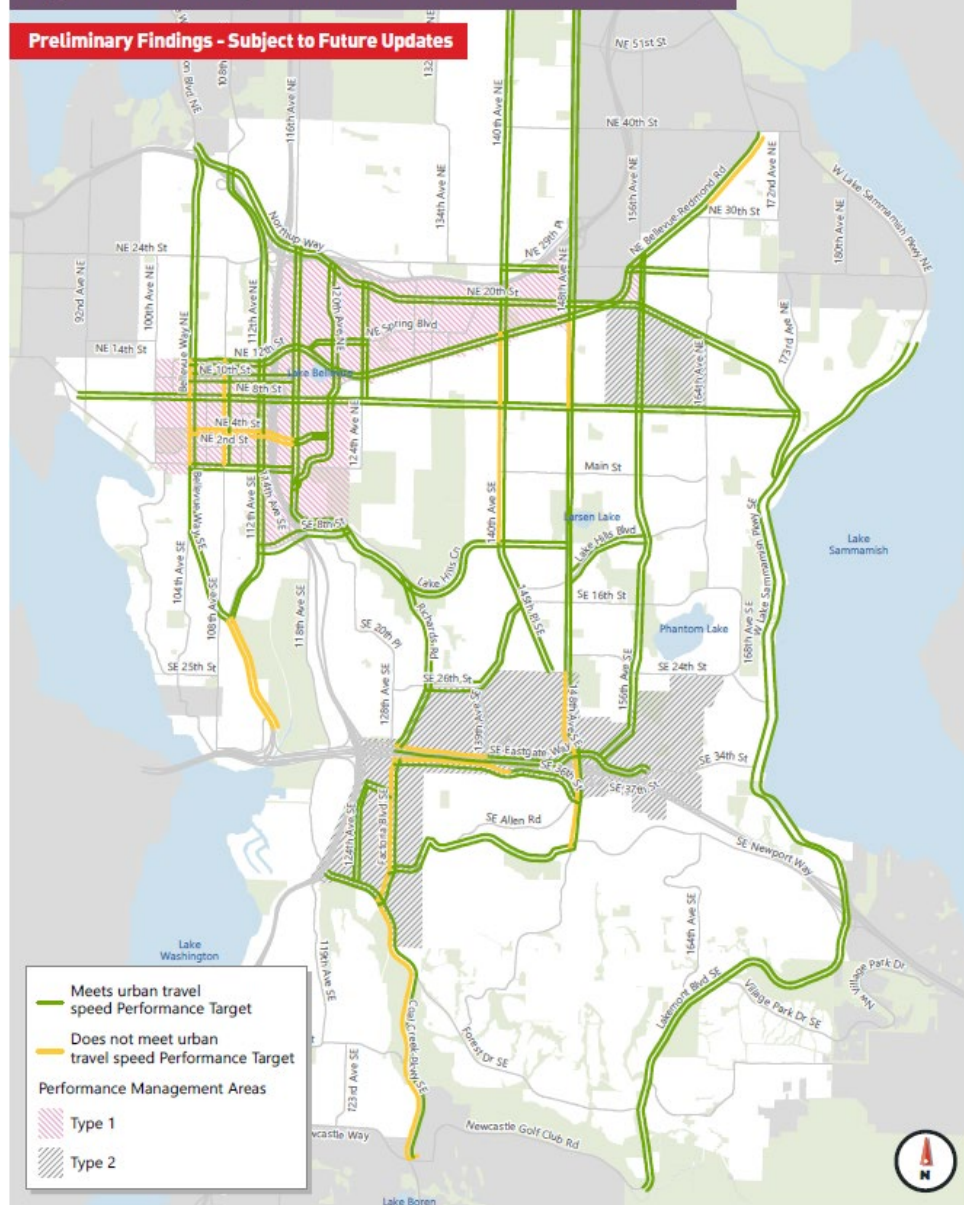 Preliminary Findings - Subject to Future Updates
NE 51st St
116th Ave NE
140th Ave NE
NE 40th St
134th Ave NE
156th Ave NE
NE Bellevue-Redmond Rd
172nd Ave NE
W Lake Sammamish Pkwy NE
NE 30th St
180th Ave NE
NE 29th Pl
148th Ave NE
Northup Way
NE 24th St
92nd Ave NE
100th Ave NE
112th Ave NE
120th Ave NE
NE 20th St
NE Spring Blvd
173rd Ave NE
NE 14th St
Bellevue Way NE
NE 12th St
NE 10th St
Lake Bellevue
NE 8th St
164th Ave NE
NE 4th St
NE 2nd St
124th Ave NE
Main St
Bellevue Way SE
112th Ave SE
114th Ave SE
SE 8th St
140th Ave SE
Larsen Lake
Lake Hills Blvd
Lake Hills Cn
Lake
Sammamish
W Lake Sammamish Pkwy SE
104th Ave SE
108th Ave SE
118th Ave SE
Richards Rd
145th Pl SE
SE 16th St
SE 20th Pl
Phantom Lake
168th Ave SE
SE 25th St
SE 26th St
SE 24th St
128th Ave SE
139th Ave SE
148th Ave SE
156th Ave SE
SE Eastgate Way
SE 36th St
SE 34th St
SE 37th St
124th Ave SE
Factoria Blvd SE
SE Allen Rd
SE Newport Way
Lake
Washington
119th Ave SE
164th Ave SE
Lakemont Blvd SE
Village Park Dr SE
NW Village Park Dr
Coal Creek Pkwy SE
Forest Dr SE
123rd Ave SE
Newcastle Golf Club Rd
Lake Boren
Meets urban travel
speed Performance Target
Does not meet urban
travel speed Performance Target
Performance Management Areas
Type 1
Type 2
N